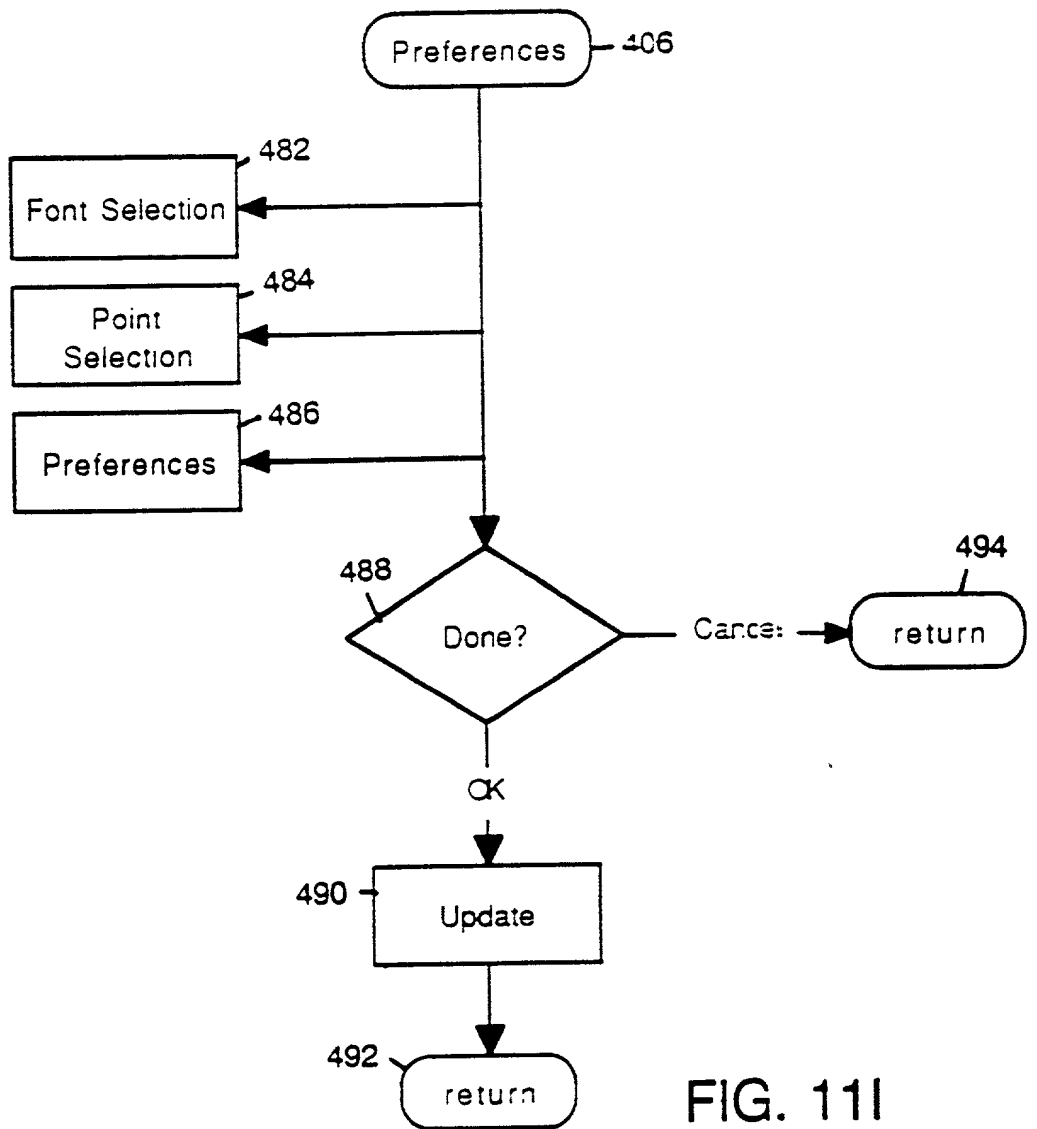 Preferences
406
482
Font Selection
484
Point
Selection
486
Preferences
488
Done?
Cancel
494
return
OK
490
Update
492
return
FIG. 11I